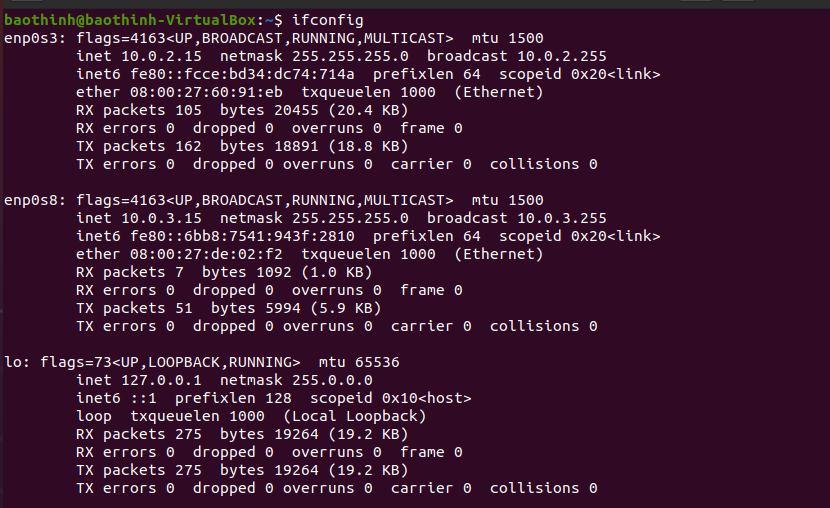 baothinh@baothinh-VirtualBox:~$ ifconfig
enp0s3: flags=4163<UP,BROADCAST,RUNNING,MULTICAST>  mtu 1500
        inet 10.0.2.15  netmask 255.255.255.0  broadcast 10.0.2.255
        inet6 fe80::fcce:bd34:dc74:714a  prefixlen 64  scopeid 0x20<link>
        ether 08:00:27:60:91:eb  txqueuelen 1000  (Ethernet)
        RX packets 105  bytes 20455 (20.4 KB)
        RX errors 0  dropped 0  overruns 0  frame 0
        TX packets 162  bytes 18891 (18.8 KB)
        TX errors 0  dropped 0 overruns 0  carrier 0  collisions 0

enp0s8: flags=4163<UP,BROADCAST,RUNNING,MULTICAST>  mtu 1500
        inet 10.0.3.15  netmask 255.255.255.0  broadcast 10.0.3.255
        inet6 fe80::6bb8:7541:943f:2810  prefixlen 64  scopeid 0x20<link>
        ether 08:00:27:de:02:f2  txqueuelen 1000  (Ethernet)
        RX packets 7  bytes 1092 (1.0 KB)
        RX errors 0  dropped 0  overruns 0  frame 0
        TX packets 51  bytes 5994 (5.9 KB)
        TX errors 0  dropped 0 overruns 0  carrier 0  collisions 0

lo: flags=73<UP,LOOPBACK,RUNNING>  mtu 65536
        inet 127.0.0.1  netmask 255.0.0.0
        inet6 ::1  prefixlen 128  scopeid 0x10<host>
        loop  txqueuelen 1000  (Local Loopback)
        RX packets 275  bytes 19264 (19.2 KB)
        RX errors 0  dropped 0  overruns 0  frame 0
        TX packets 275  bytes 19264 (19.2 KB)
        TX errors 0  dropped 0 overruns 0  carrier 0  collisions 0